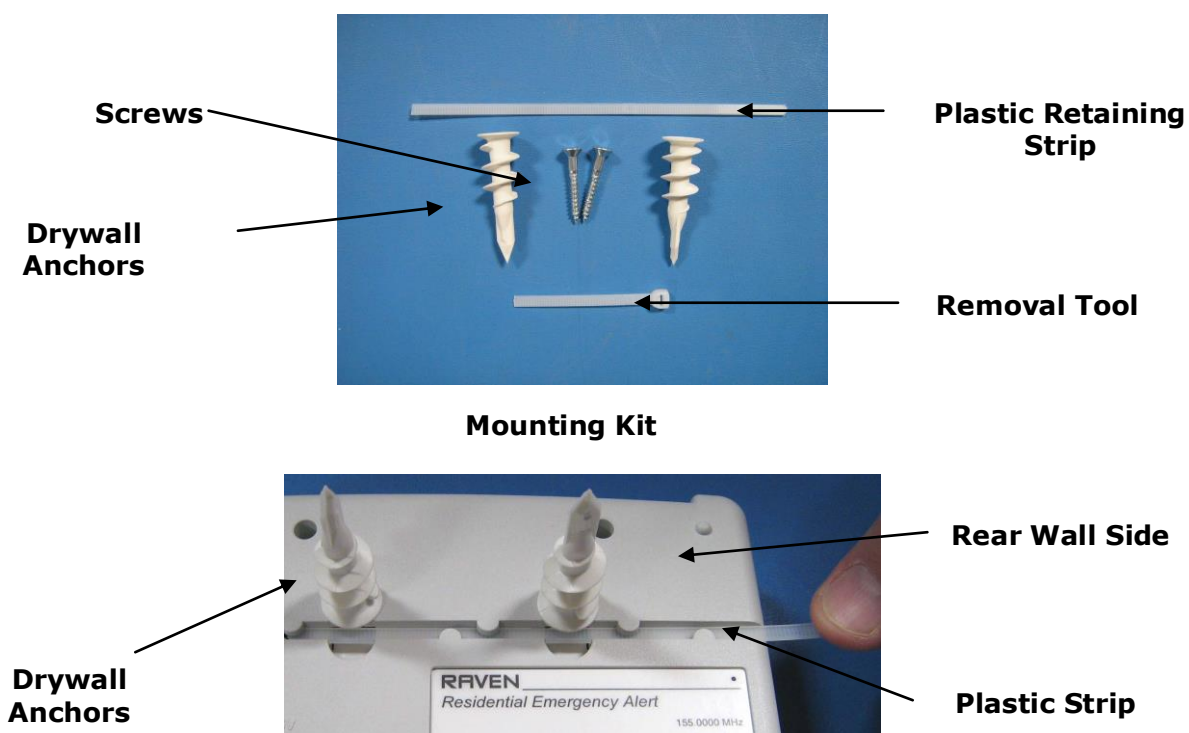 Screws
Plastic Retaining
Strip
Drywall
Anchors
Removal Tool
Mounting Kit
Rear Wall Side
Drywall
Anchors
RAVEN
Residential Emergency Alert
155.0000 MHz
Plastic Strip